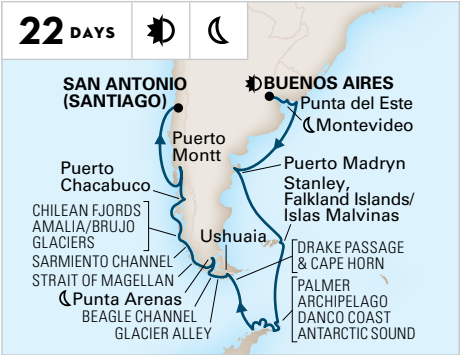 22 DAYS
SAN ANTONIO
(SANTIAGO)
BUENOS AIRES
Punta del Este
Montevideo
Puerto
Montt
Puerto Madryn
Puerto
Chacabuco
Stanley,
Falkland Islands/
Islas Malvinas
CHILEAN FJORDS
AMALIA/BRUJO
GLACIERS
Ushuaia
DRAKE PASSAGE
& CAPE HORN
SARMIENTO CHANNEL
STRAIT OF MAGELLAN
Punta Arenas
BEAGLE CHANNEL
GLACIER ALLEY
PALMER
ARCHIPELAGO
DANCO COAST
ANTARCTIC SOUND